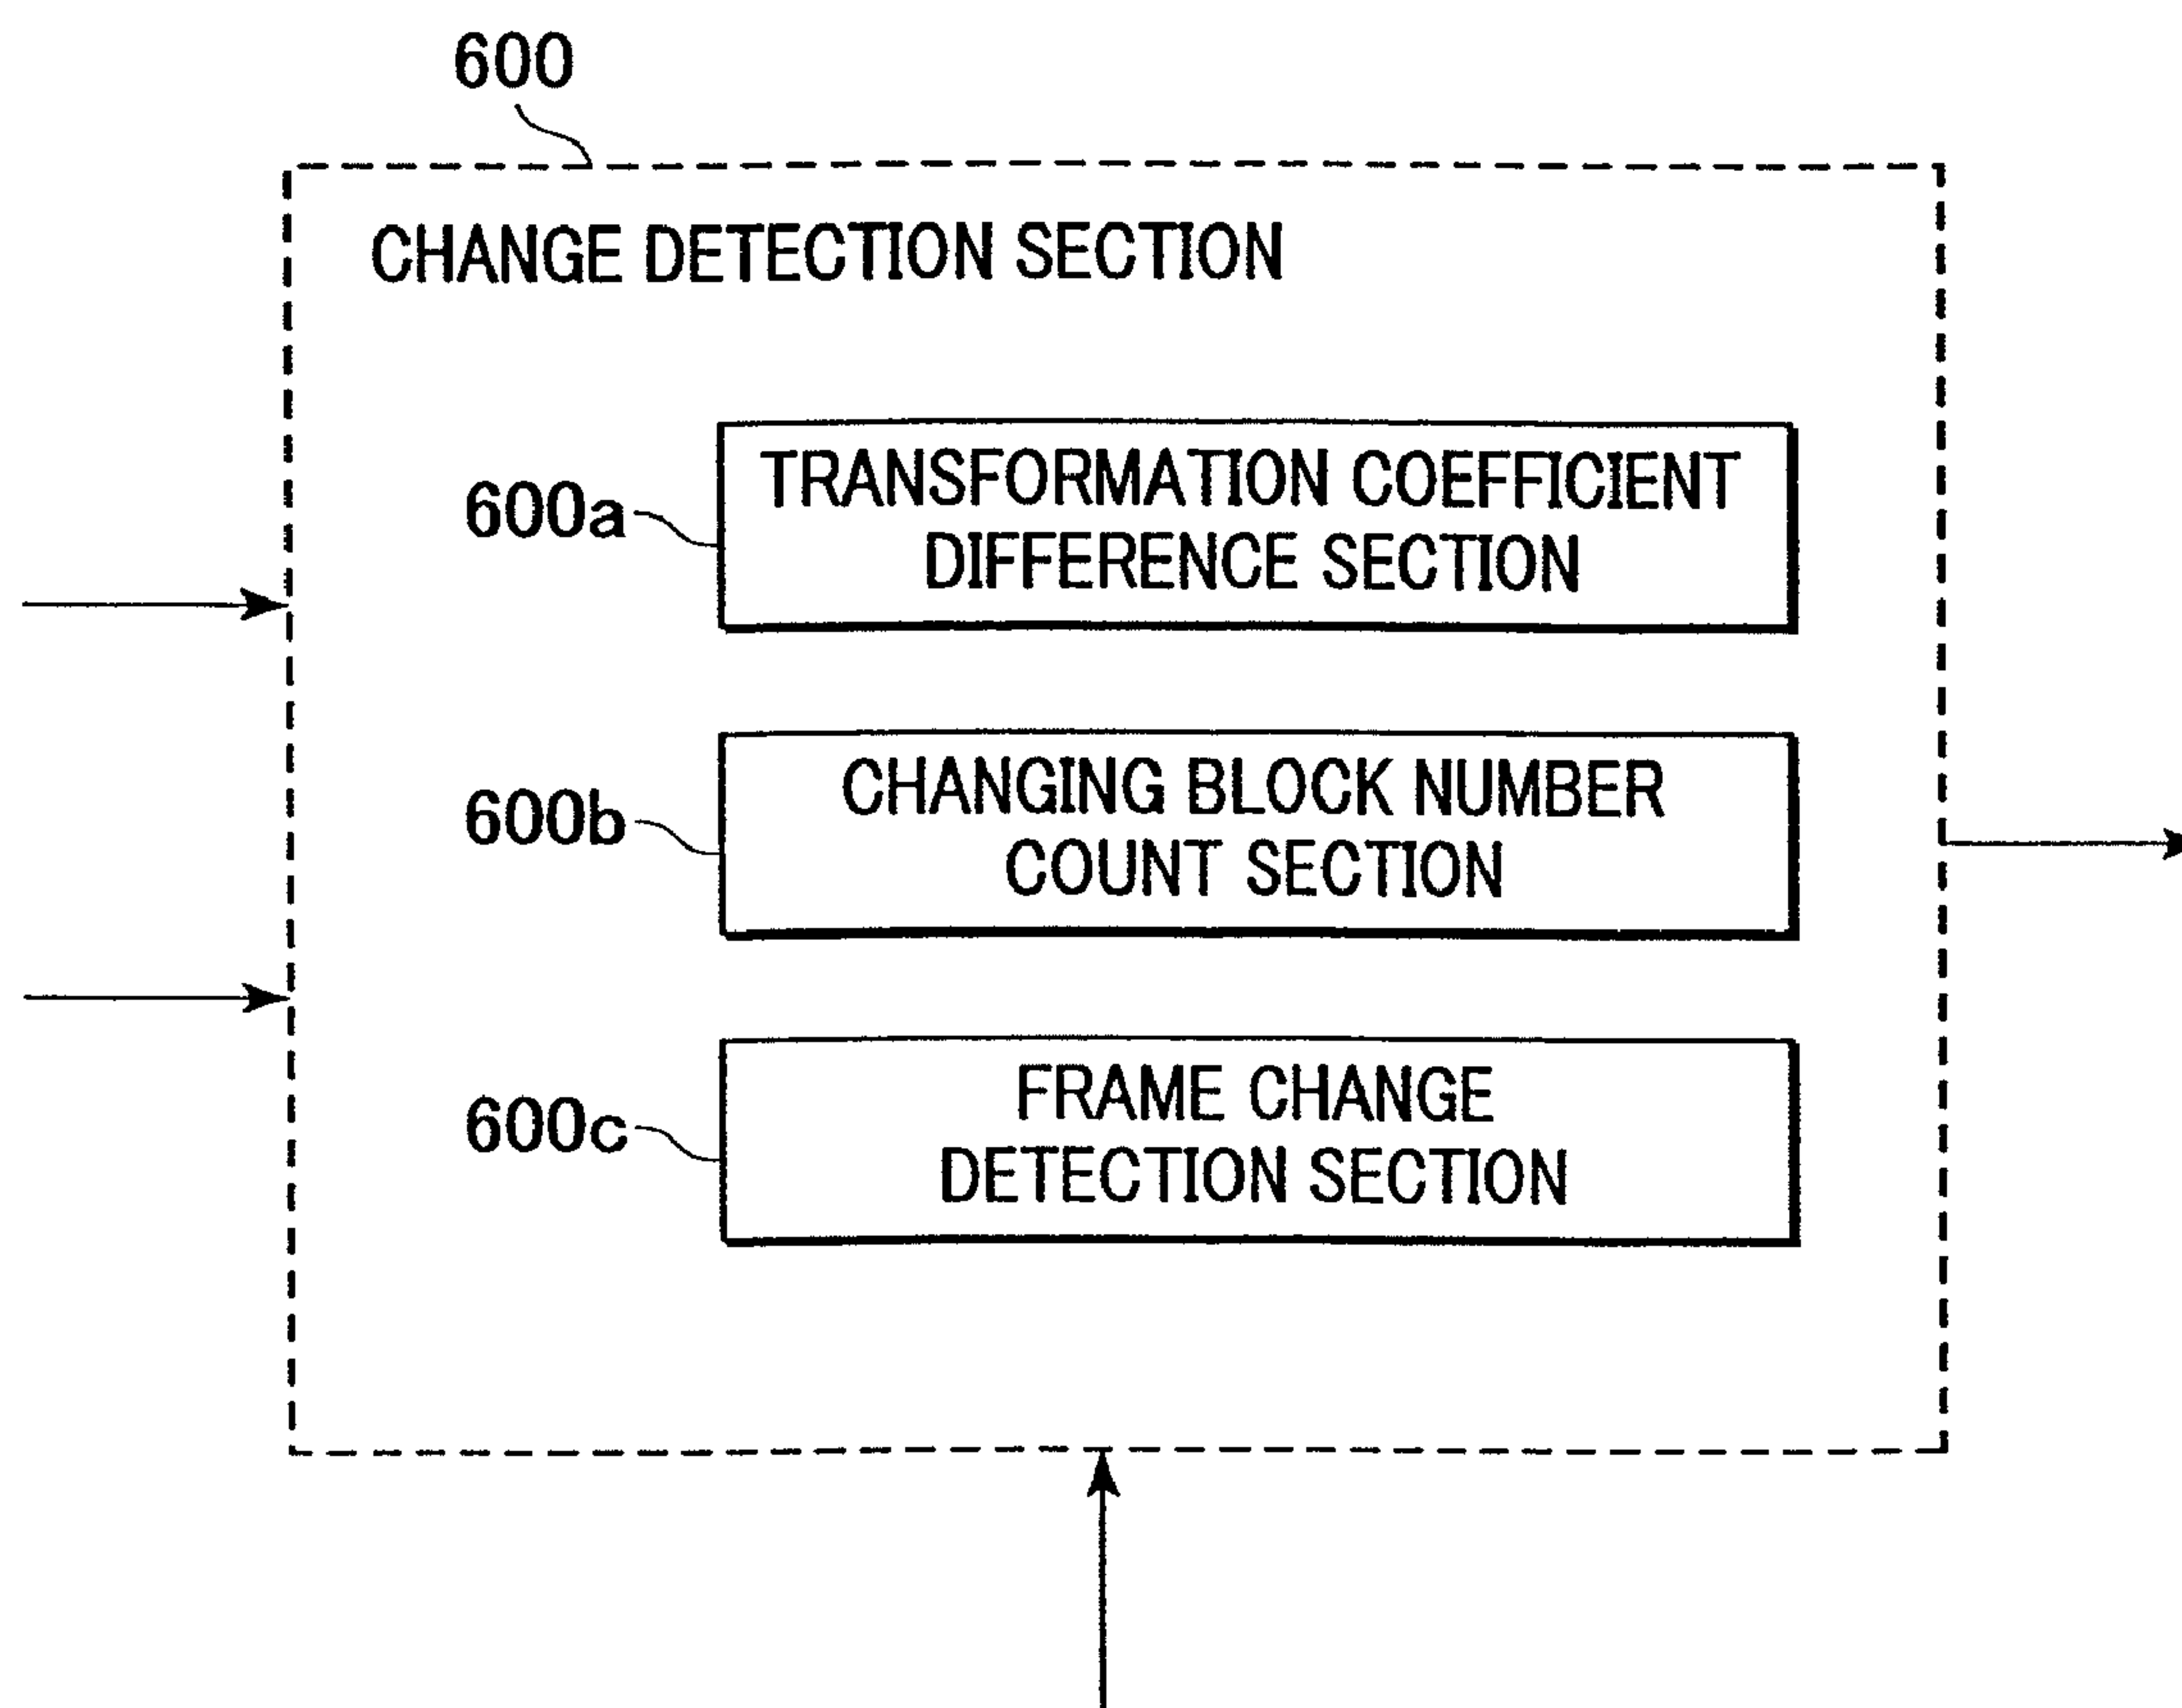 600
CHANGE DETECTION SECTION
600a
TRANSFORMATION COEFFICIENT
DIFFERENCE SECTION
600b
CHANGING BLOCK NUMBER
COUNT SECTION
600c
FRAME CHANGE
DETECTION SECTION